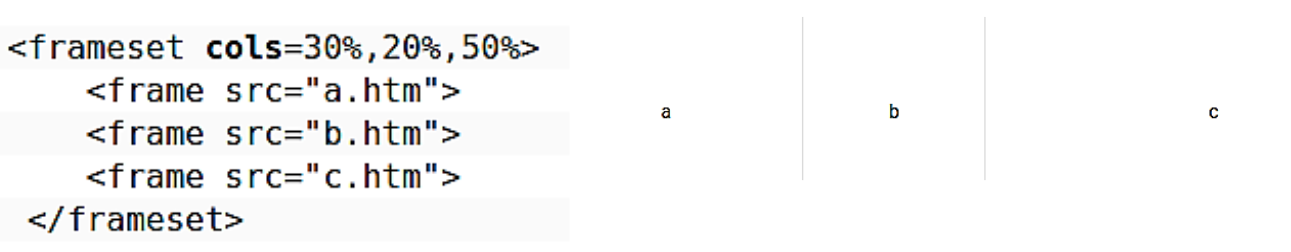 <frameset cols=30%,20%,50%>
<frame src="a.htm">
<frame src="b.htm">
<frame src="c.htm">
</frameset>
a b c